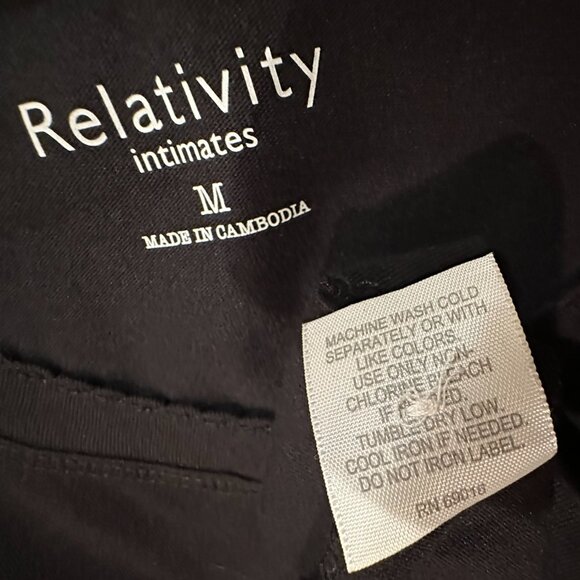 Relativity
intimates
M
MADE IN CAMBODIA
MACHINE WASH COLD
SEPARATELY OR WITH
LIKE COLORS.
USE ONLY NON-
CHLORINE BLEACH
IF
TUMBLE DRY LOW.
COOL IRON IF NEEDED.
DO NOT IRON LABEL.
RN 69018